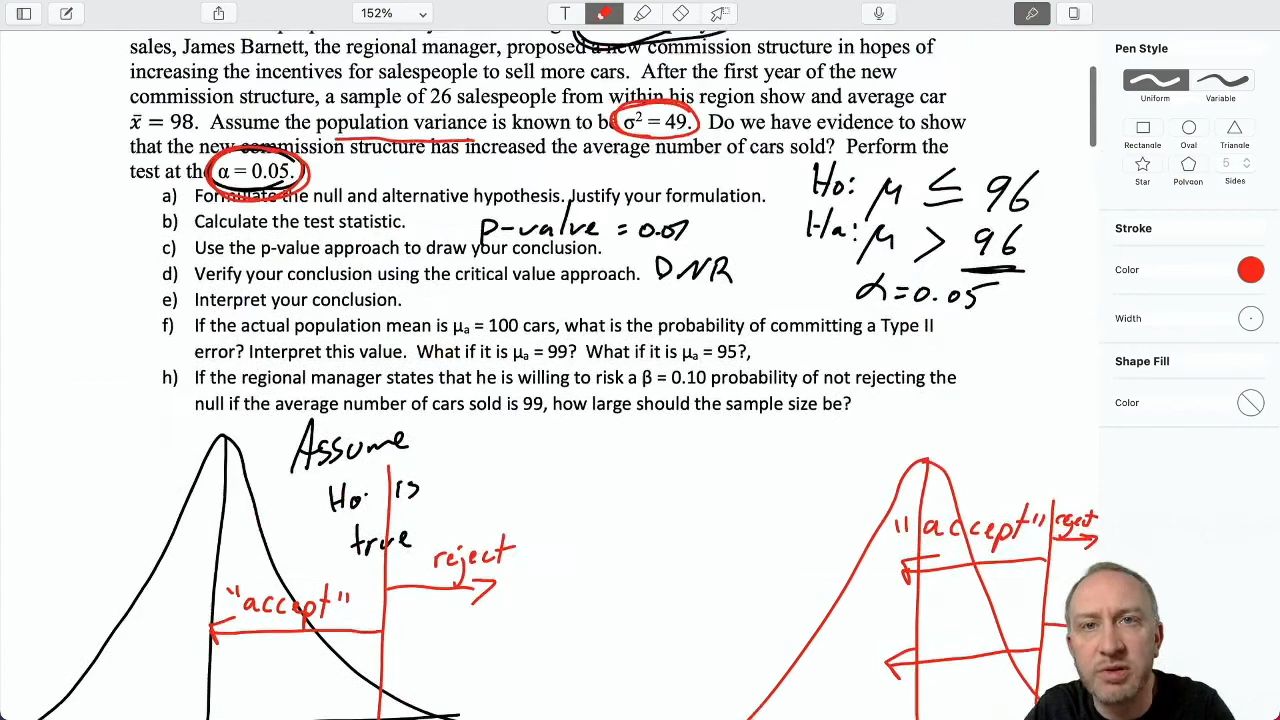 152%
T
sales, James Barnett, the regional manager, proposed a new commission structure in hopes of
increasing the incentives for salespeople to sell more cars. After the first year of the new
commission structure, a sample of 26 salespeople from within his region show and average car
x̄ = 98. Assume the population variance is known to be σ² = 49. Do we have evidence to show
that the new commission structure has increased the average number of cars sold? Perform the
test at the α = 0.05.
a) Formulate the null and alternative hypothesis. Justify your formulation.
b) Calculate the test statistic.
c) Use the p-value approach to draw your conclusion.
d) Verify your conclusion using the critical value approach.
e) Interpret your conclusion.
f) If the actual population mean is μa = 100 cars, what is the probability of committing a Type II
error? Interpret this value. What if it is μa = 99? What if it is μa = 95?,
h) If the regional manager states that he is willing to risk a β = 0.10 probability of not rejecting the
null if the average number of cars sold is 99, how large should the sample size be?
Ho: μ ≤ 96
Ha: μ > 96
α = 0.05
p-value = 0.07
DNR
Assume
Ho is
true
reject
"accept"
"accept"
reject
Pen Style
Uniform
Variable
Rectangle
Oval
Triangle
Star
Polygon
5
Sides
Stroke
Color
Width
Shape Fill
Color